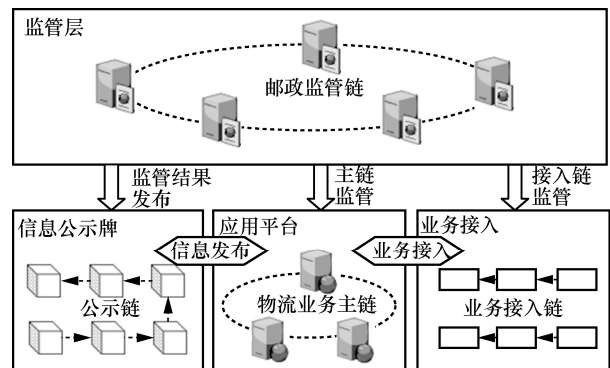 监管层
邮政监管链
监管结果
发布
主链
监管
接入链
监管
信息公示牌
应用平台
业务接入
信息发布
业务接入
公示链
物流业务主链
业务接入链